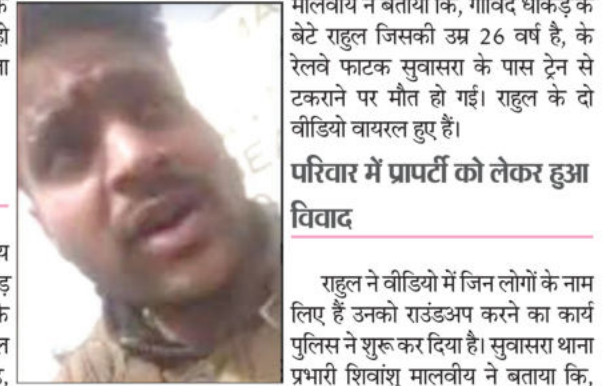 मालवीय ने बताया कि, गोविंद धाकड़ के
बेटे राहुल जिसकी उम्र 26 वर्ष है, के
रेलवे फाटक सुवासरा के पास ट्रेन से
टकराने पर मौत हो गई। राहुल के दो
वीडियो वायरल हुए हैं।
परिवार में प्रापर्टी को लेकर हुआ
विवाद
राहुल ने वीडियो में जिन लोगों के नाम
लिए हैं उनको राउंडअप करने का कार्य
पुलिस ने शुरू कर दिया है। सुवासरा थाना
प्रभारी शिवांशु मालवीय ने बताया कि,